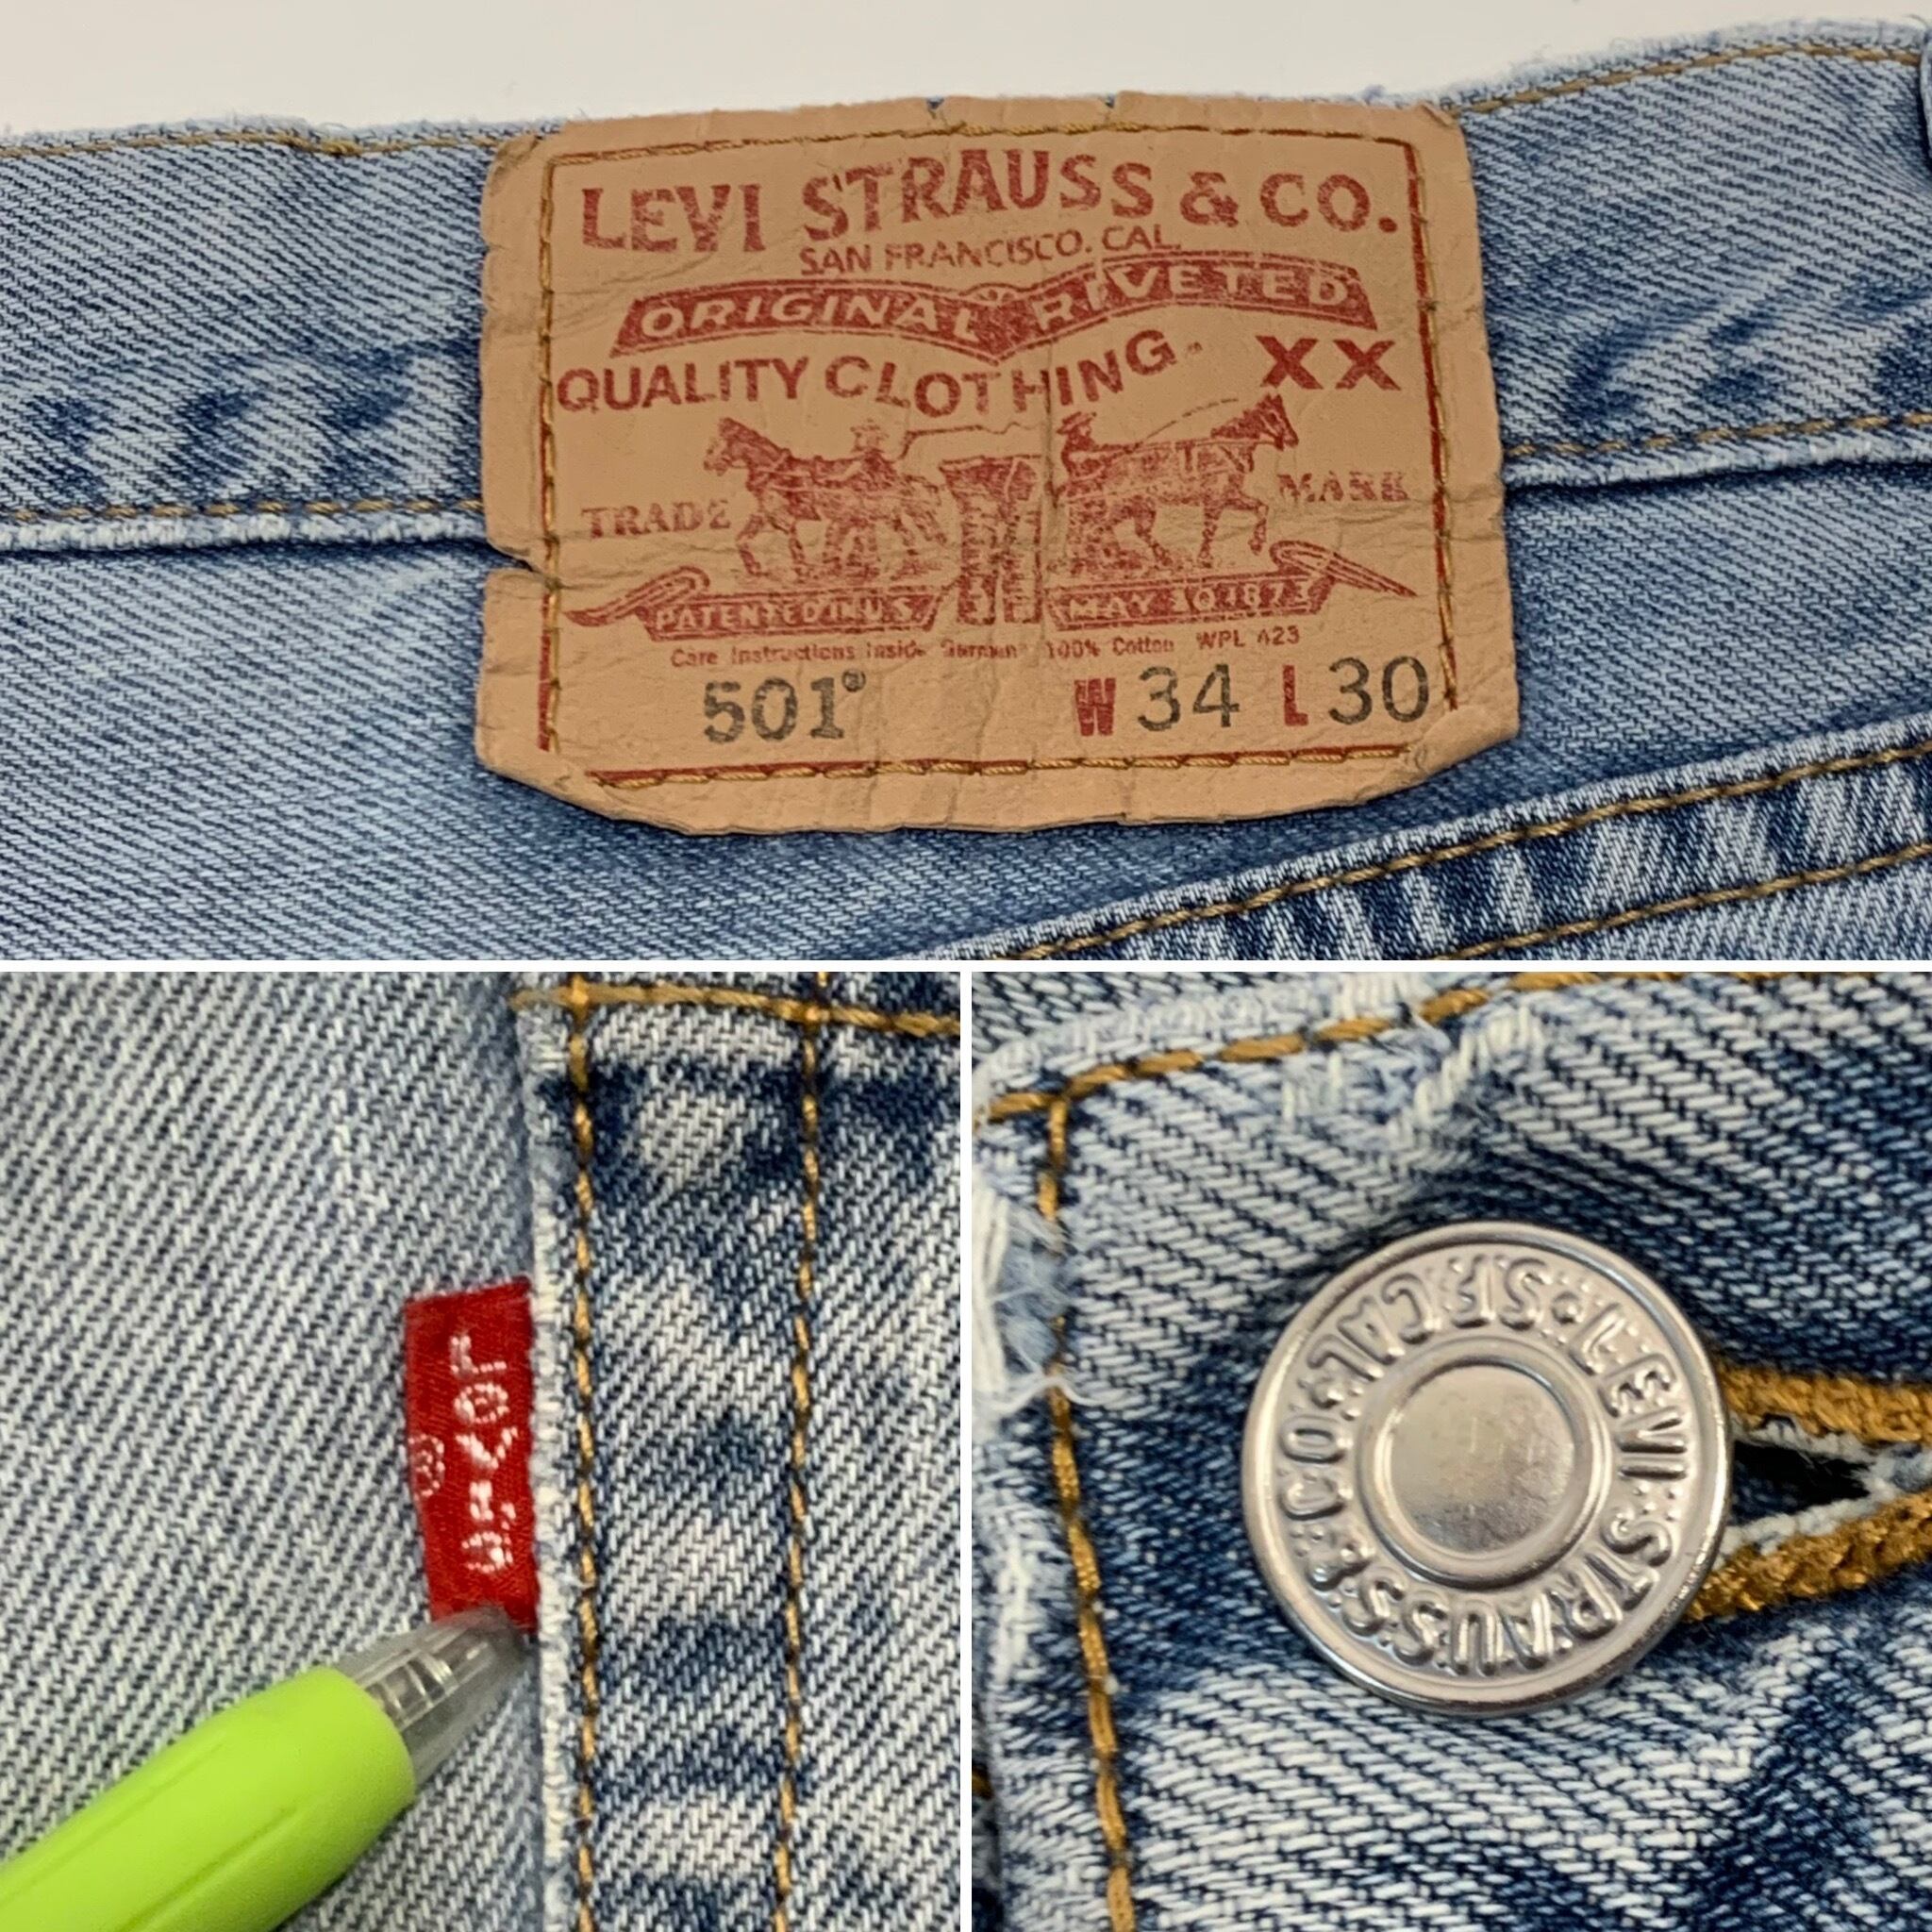 LEVI STRAUSS & CO.
SAN FRANCISCO. CAL.
ORIGINAL RIVETED
QUALITY CLOTHING. XX
TRADE MARK
PATENTED IN U.S. MAY 20 1873
Care Instructions Inside Garment 100% Cotton WPL 423
501® W 34 L 30
®
LEVI STRAUSS & CO. S.F. CAL.